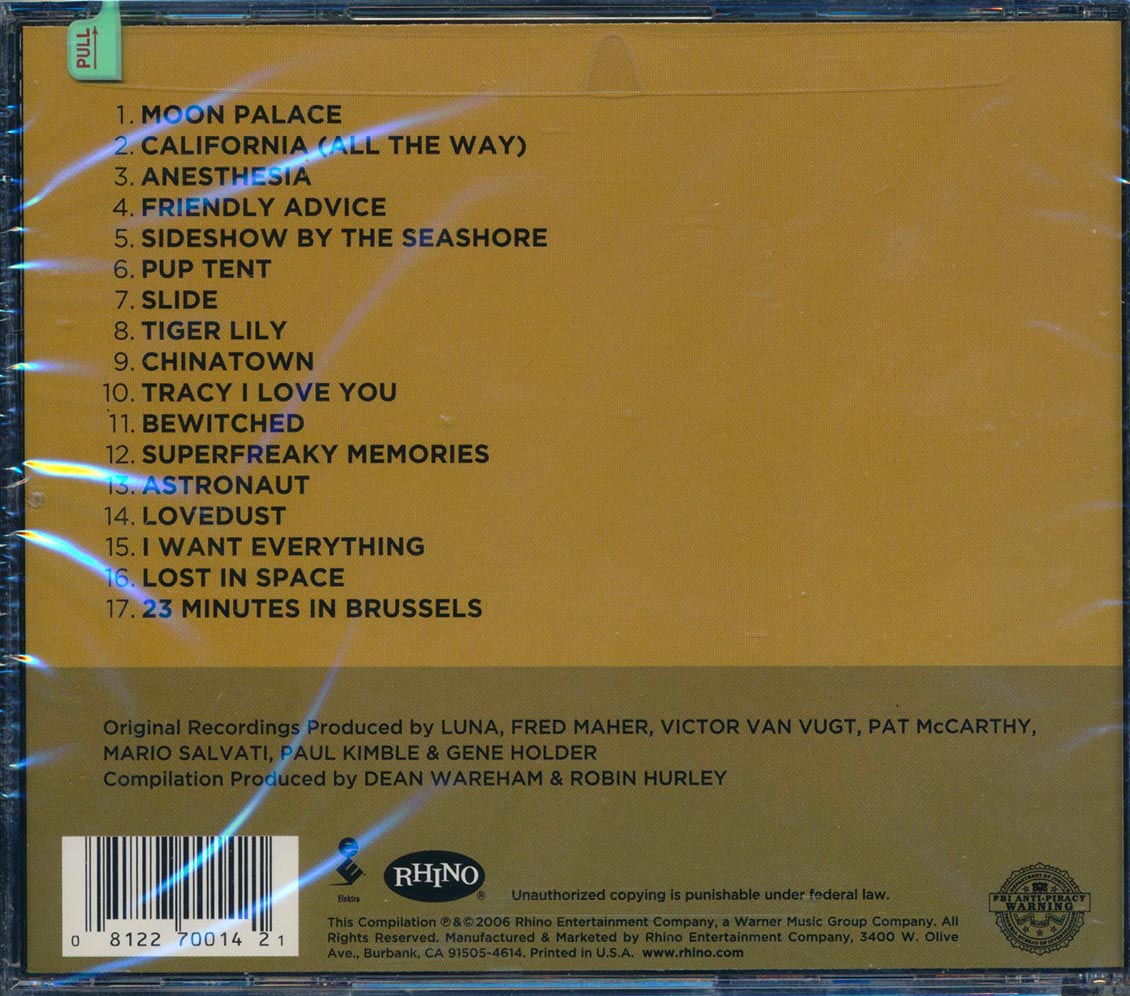 PULL
1. MOON PALACE
2. CALIFORNIA (ALL THE WAY)
3. ANESTHESIA
4. FRIENDLY ADVICE
5. SIDESHOW BY THE SEASHORE
6. PUP TENT
7. SLIDE
8. TIGER LILY
9. CHINATOWN
10. TRACY I LOVE YOU
11. BEWITCHED
12. SUPERFREAKY MEMORIES
13. ASTRONAUT
14. LOVEDUST
15. I WANT EVERYTHING
16. LOST IN SPACE
17. 23 MINUTES IN BRUSSELS
Original Recordings Produced by LUNA, FRED MAHER, VICTOR VAN VUGT, PAT McCARTHY,
MARIO SALVATI, PAUL KIMBLE & GENE HOLDER
Compilation Produced by DEAN WAREHAM & ROBIN HURLEY
0 81227 00142 1
Elektra
RHINO®
Unauthorized copying is punishable under federal law.
This Compilation ℗&©2006 Rhino Entertainment Company, a Warner Music Group Company. All
Rights Reserved. Manufactured & Marketed by Rhino Entertainment Company, 3400 W. Olive
Ave., Burbank, CA 91505-4614. Printed in U.S.A. www.rhino.com
FBI ANTI-PIRACY
WARNING